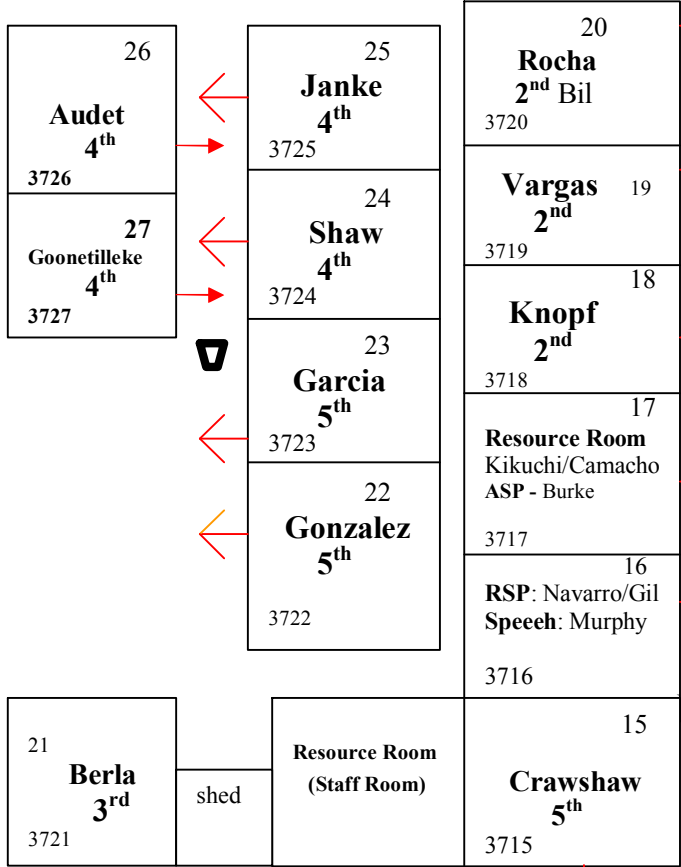 26
Audet
4th
3726
27
Goonetilleke
4th
3727
25
Janke
4th
3725
24
Shaw
4th
3724
23
Garcia
5th
3723
22
Gonzalez
5th
3722
20
Rocha
2nd Bil
3720
Vargas 19
2nd
3719
18
Knopf
2nd
3718
17
Resource Room
Kikuchi/Camacho
ASP - Burke
3717
16
RSP: Navarro/Gil
Speeeh: Murphy
3716
21
Berla
3rd
3721
shed
Resource Room
(Staff Room)
15
Crawshaw
5th
3715